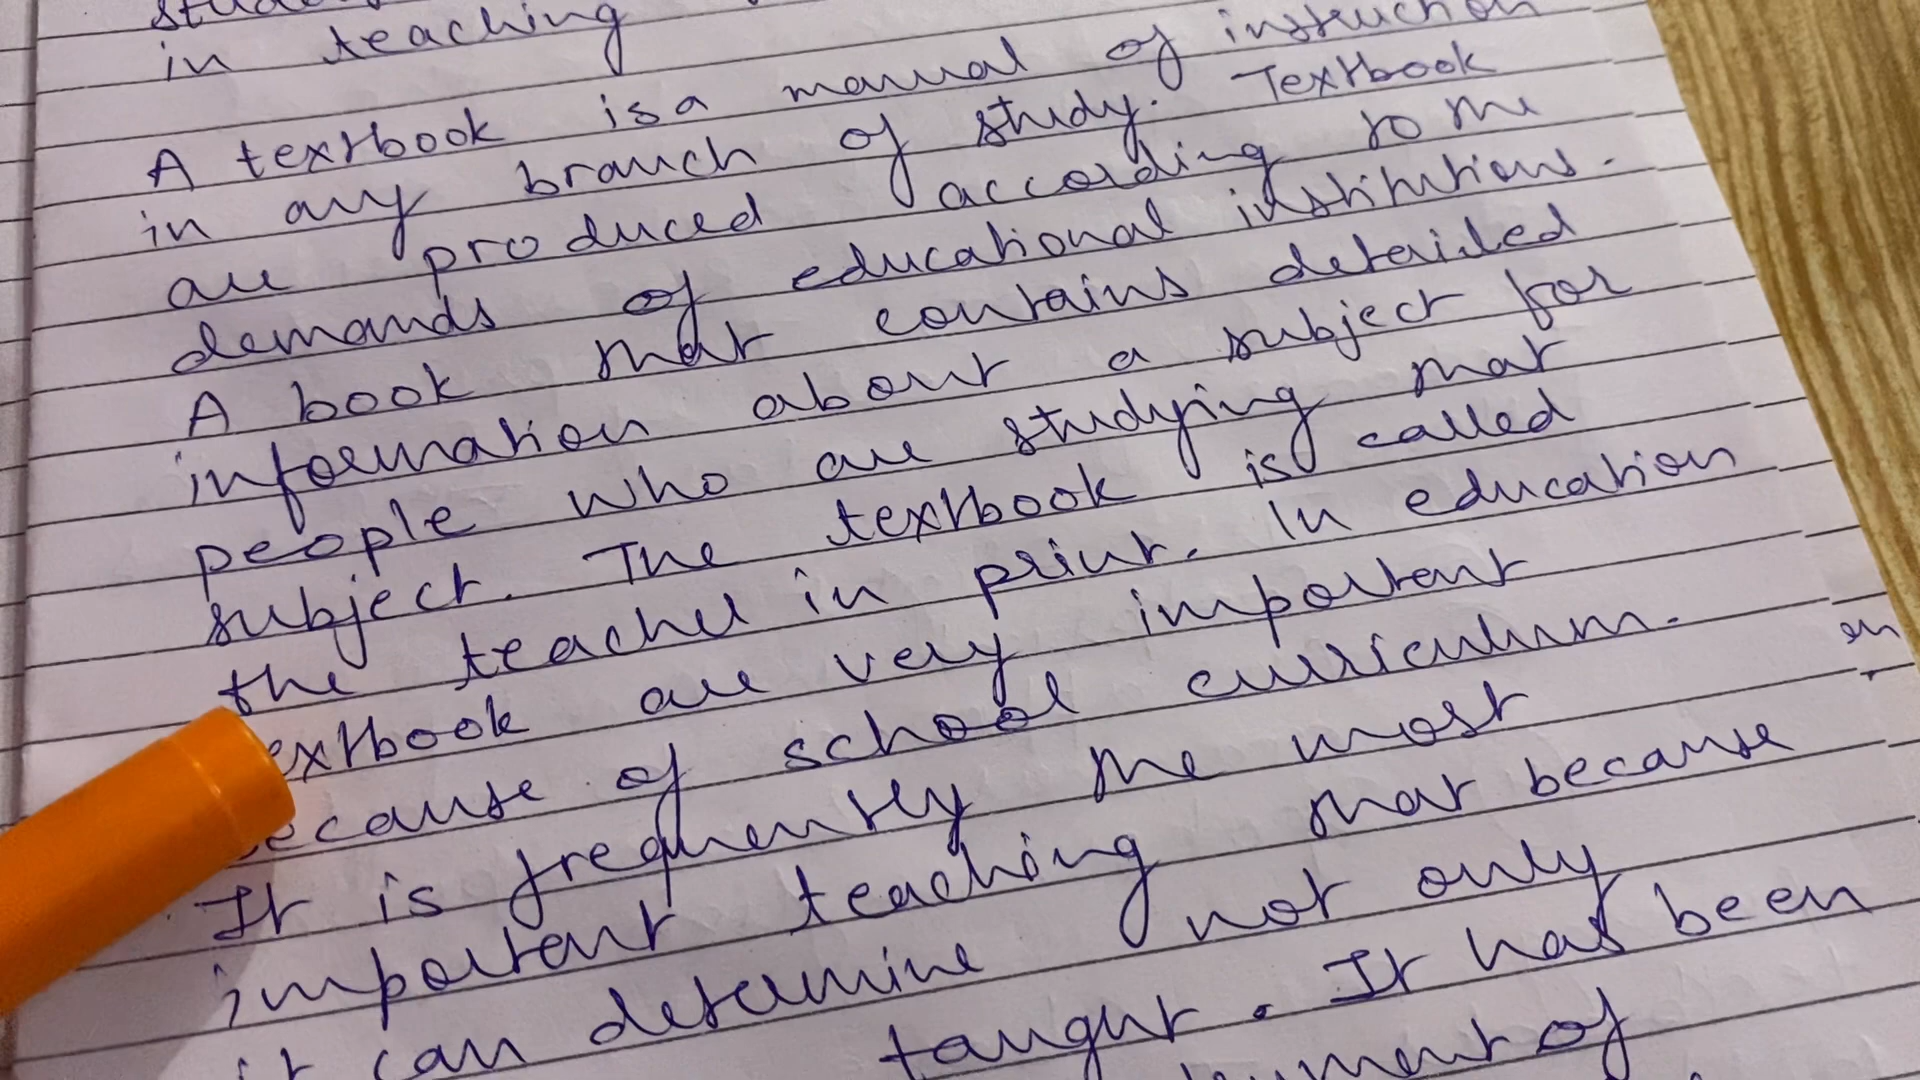 in teaching
A textbook is a manual of instruction
in any branch of study. Textbook
are produced according to the
demands of educational institutions.
A book that contains detailed
information about a subject for
people who are studying that
subject. The textbook is called
the teacher in print. In education
extbook are very important
ecause of school curriculum.
It is frequently the most
important teaching that because
it can determine not only
taught. It has been